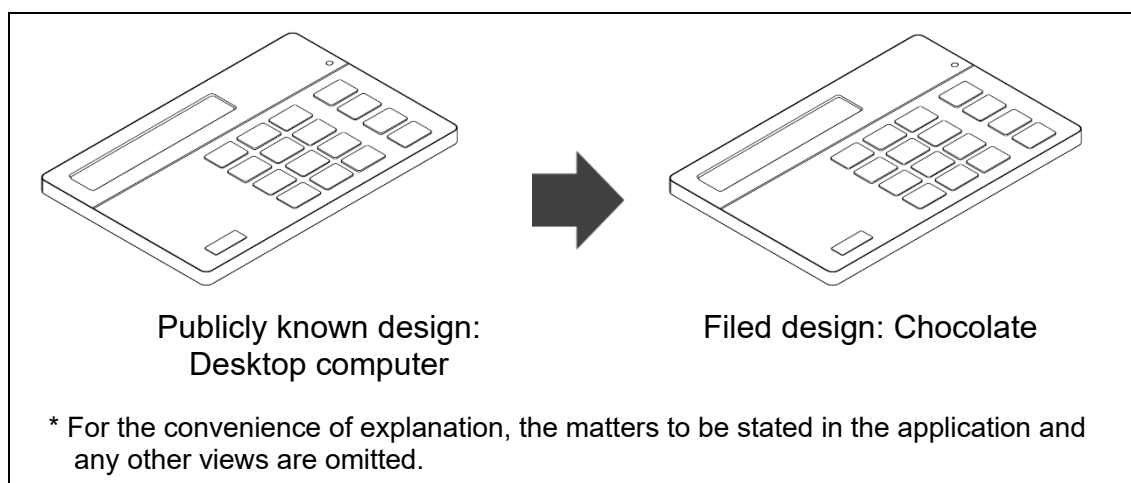 Publicly known design:
Desktop computer
Filed design: Chocolate
* For the convenience of explanation, the matters to be stated in the application and
any other views are omitted.